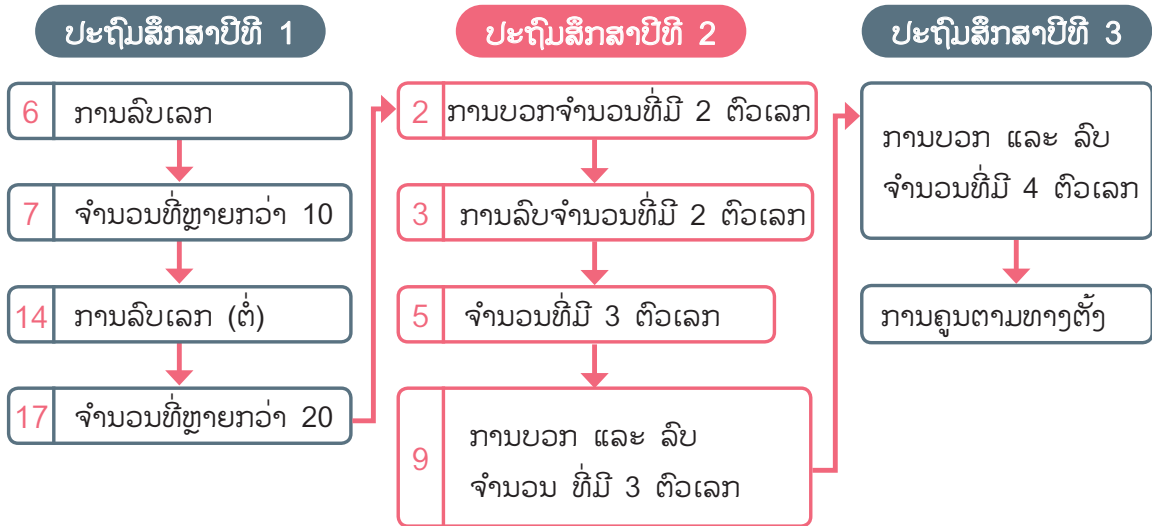 ປະຖົມສຶກສາປີທີ 1
6 ການລົບເລກ
7 ຈຳນວນທີ່ຫຼາຍກວ່າ 10
14 ການລົບເລກ (ຕໍ່)
17 ຈຳນວນທີ່ຫຼາຍກວ່າ 20
ປະຖົມສຶກສາປີທີ 2
2 ການບວກຈຳນວນທີ່ມີ 2 ຕົວເລກ
3 ການລົບຈຳນວນທີ່ມີ 2 ຕົວເລກ
5 ຈຳນວນທີ່ມີ 3 ຕົວເລກ
9 ການບວກ ແລະ ລົບ
ຈຳນວນ ທີ່ມີ 3 ຕົວເລກ
ປະຖົມສຶກສາປີທີ 3
ການບວກ ແລະ ລົບ
ຈຳນວນທີ່ມີ 4 ຕົວເລກ
ການຄູນຕາມທາງຕັ້ງ